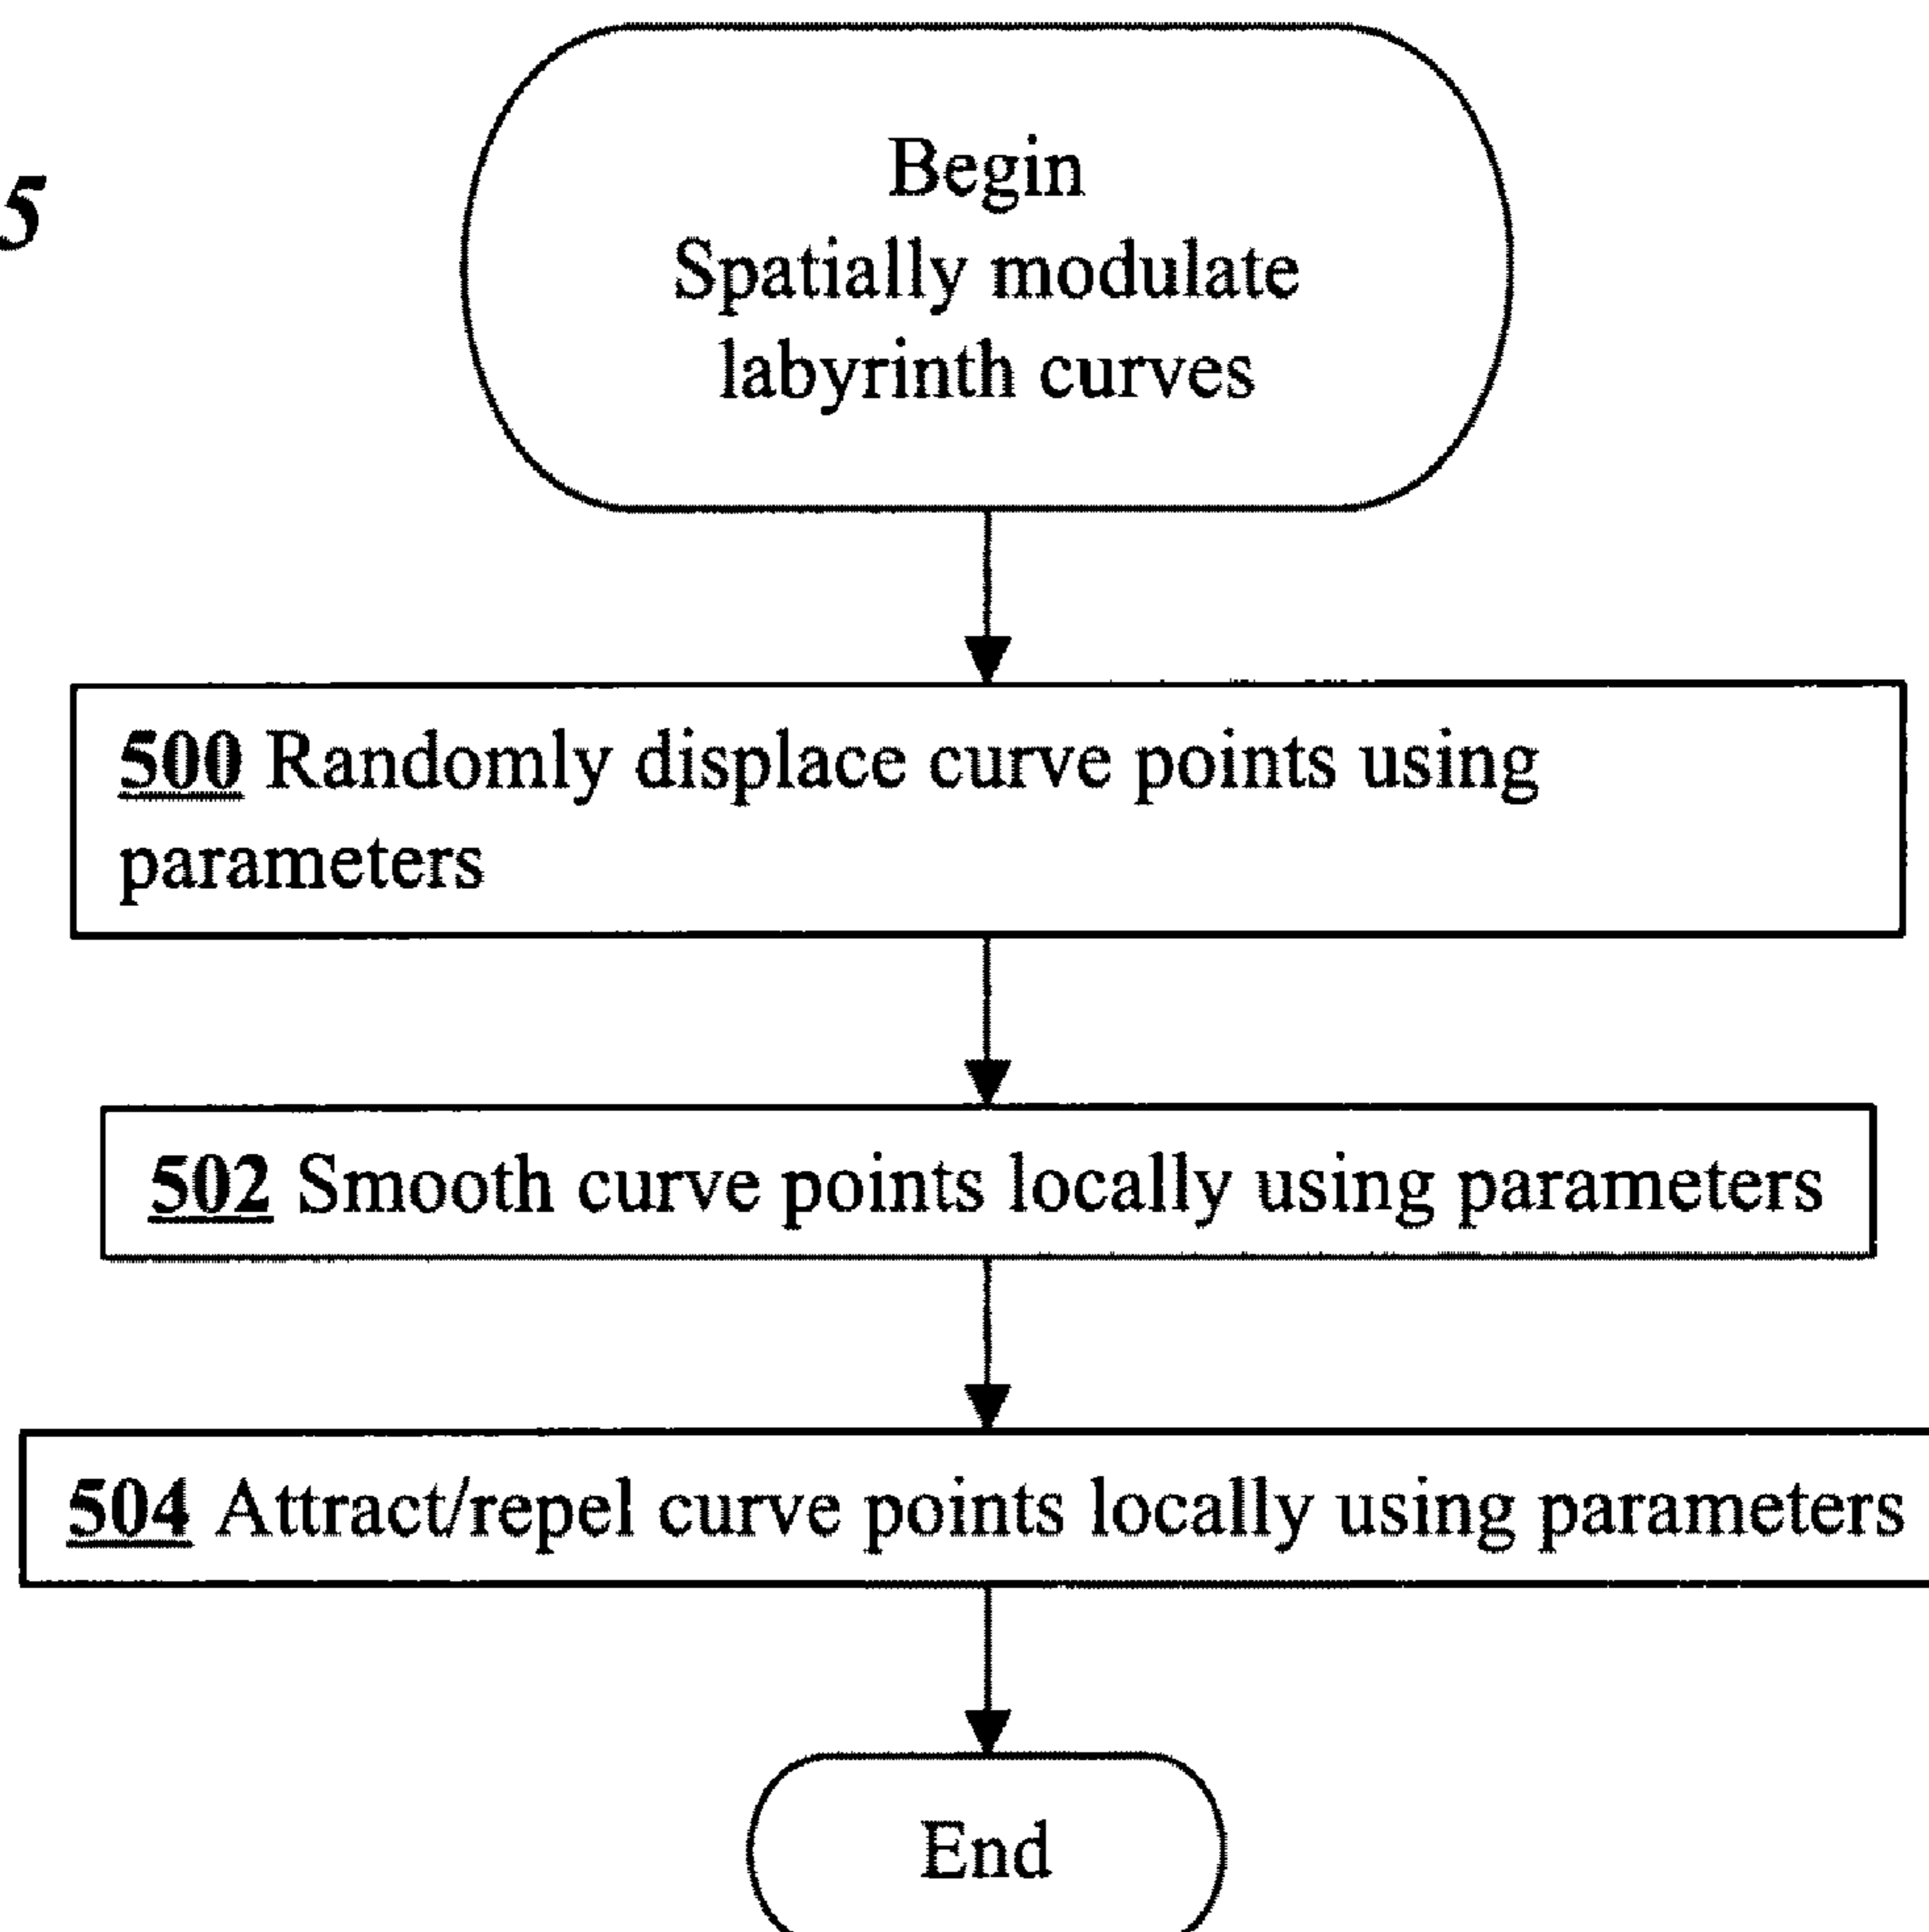 5
Begin
Spatially modulate
labyrinth curves
500 Randomly displace curve points using
parameters
502 Smooth curve points locally using parameters
504 Attract/repel curve points locally using parameters
End